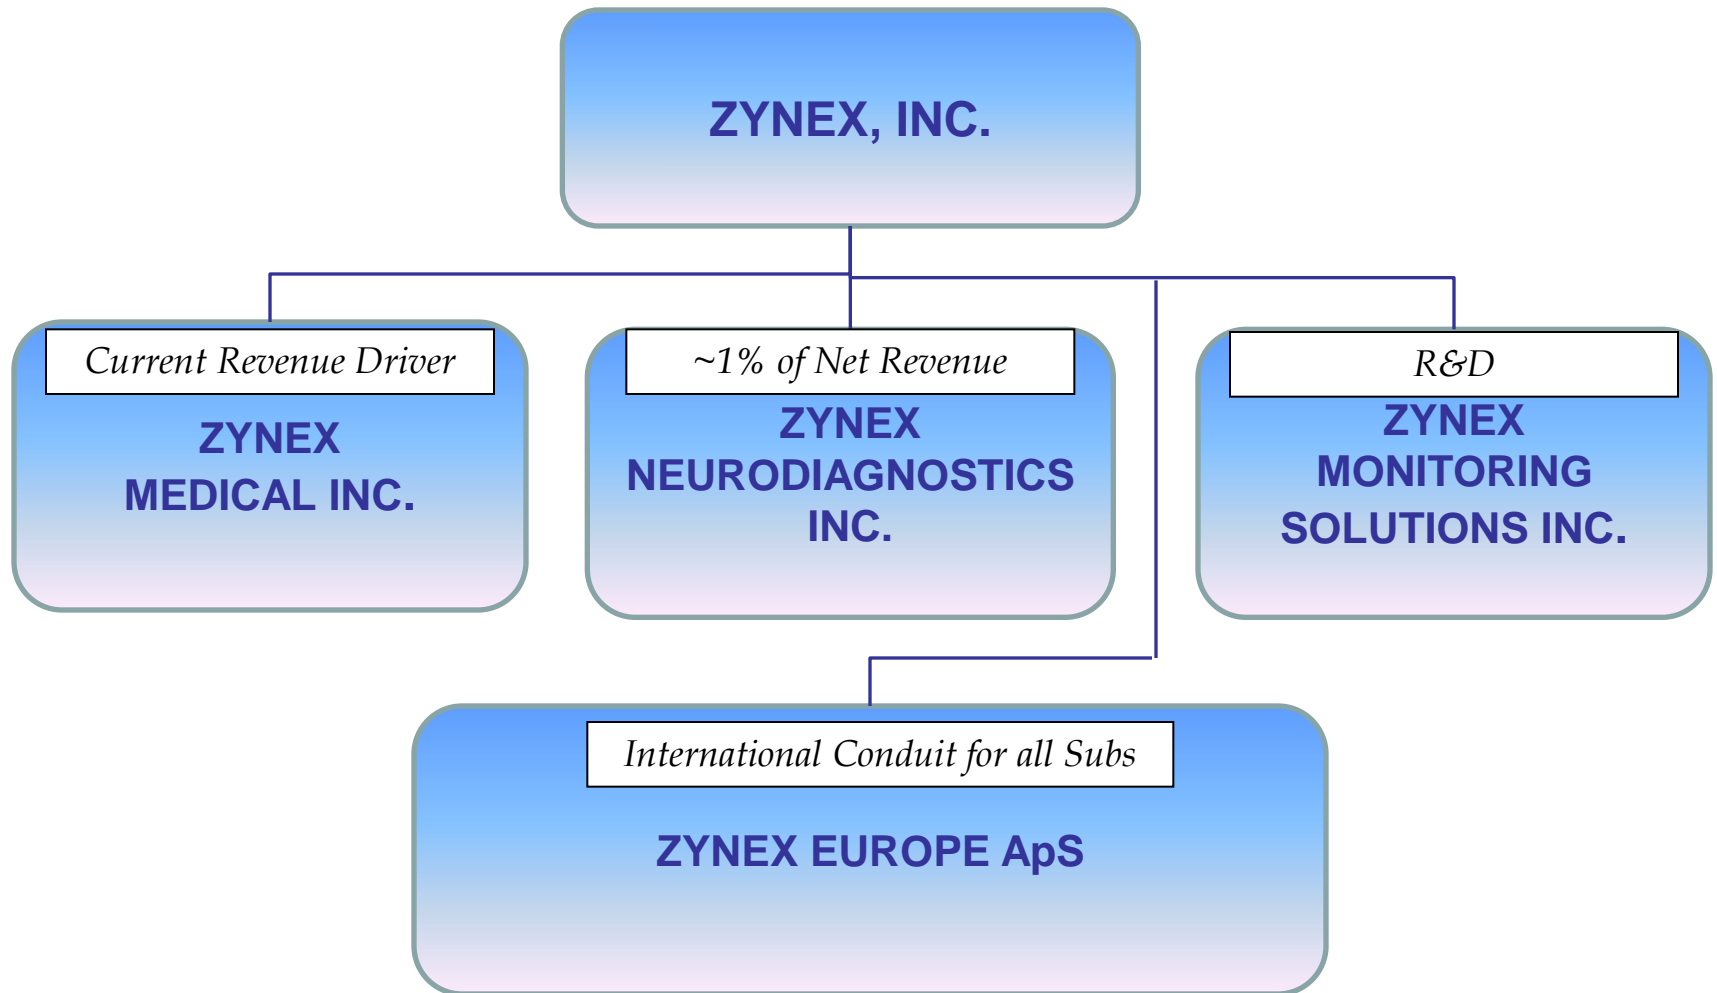 ZYNEX, INC.
Current Revenue Driver
ZYNEX
MEDICAL INC.
~1% of Net Revenue
ZYNEX
NEURODIAGNOSTICS
INC.
R&D
ZYNEX
MONITORING
SOLUTIONS INC.
International Conduit for all Subs
ZYNEX EUROPE ApS